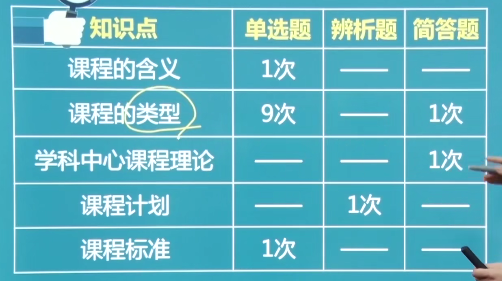 知识点 单选题 辨析题 简答题
课程的含义 1次 —— ——
课程的类型 9次 —— 1次
学科中心课程理论 —— —— 1次
课程计划 —— 1次 ——
课程标准 1次 —— ——